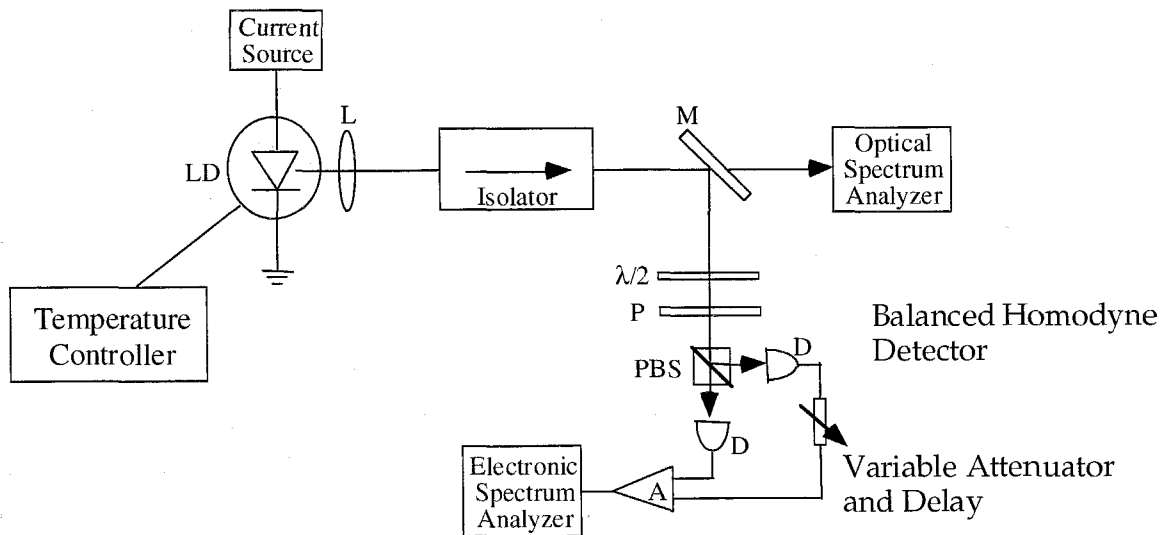 Current
Source
L
LD
Isolator
M
Optical
Spectrum
Analyzer
Temperature
Controller
λ/2
P
PBS
D
Balanced Homodyne
Detector
D
Variable Attenuator
and Delay
A
Electronic
Spectrum
Analyzer